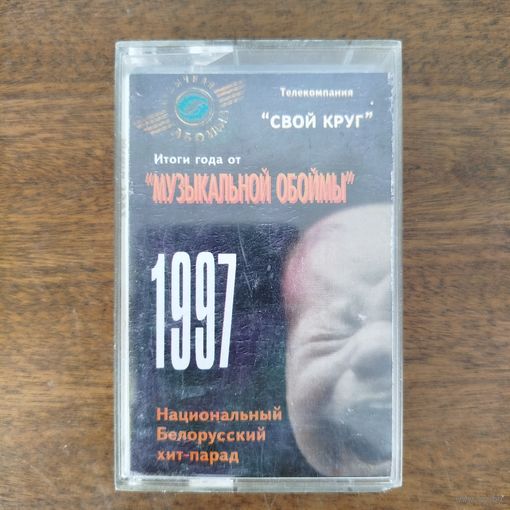 Телекомпания
"СВОЙ КРУГ"
Итоги года от
"МУЗЫКАЛЬНОЙ ОБОЙМЫ"
1997
Национальный
Белорусский
хит-парад